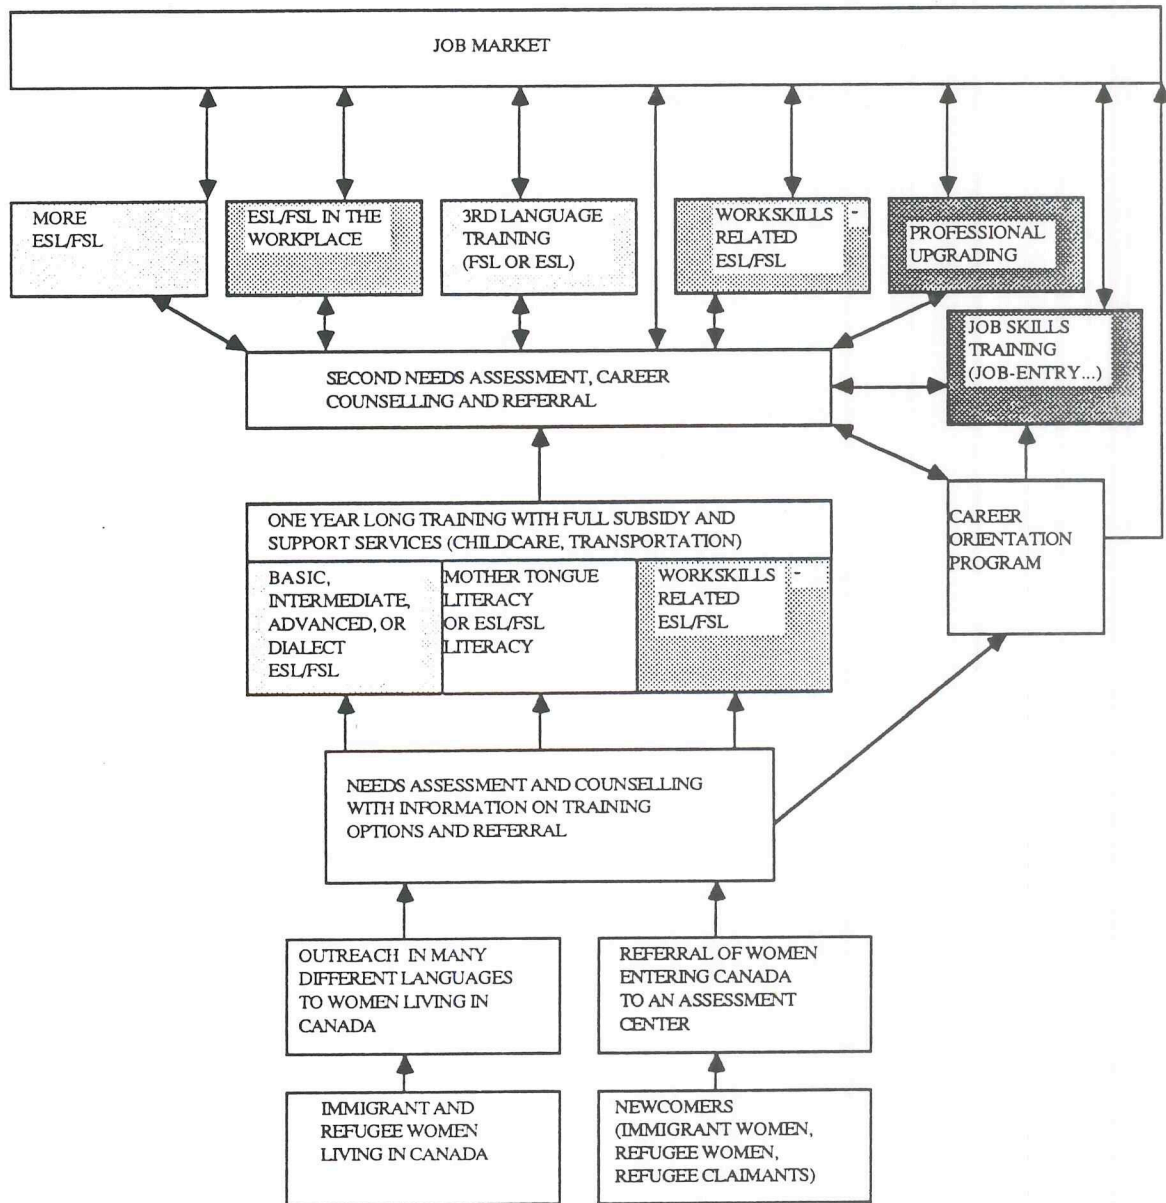 JOB MARKET
MORE
ESL/FSL
ESL/FSL IN THE
WORKPLACE
3RD LANGUAGE
TRAINING
(FSL OR ESL)
WORKSKILLS -
RELATED
ESL/FSL
PROFESSIONAL
UPGRADING
JOB SKILLS
TRAINING
(JOB-ENTRY...)
SECOND NEEDS ASSESSMENT, CAREER
COUNSELLING AND REFERRAL
ONE YEAR LONG TRAINING WITH FULL SUBSIDY AND
SUPPORT SERVICES (CHILDCARE, TRANSPORTATION)
BASIC,
INTERMEDIATE,
ADVANCED, OR
DIALECT
ESL/FSL
MOTHER TONGUE
LITERACY
OR ESL/FSL
LITERACY
WORKSKILLS -
RELATED
ESL/FSL
CAREER
ORIENTATION
PROGRAM
NEEDS ASSESSMENT AND COUNSELLING
WITH INFORMATION ON TRAINING
OPTIONS AND REFERRAL
OUTREACH IN MANY
DIFFERENT LANGUAGES
TO WOMEN LIVING IN
CANADA
REFERRAL OF WOMEN
ENTERING CANADA
TO AN ASSESSMENT
CENTER
IMMIGRANT AND
REFUGEE WOMEN
LIVING IN CANADA
NEWCOMERS
(IMMIGRANT WOMEN,
REFUGEE WOMEN,
REFUGEE CLAIMANTS)